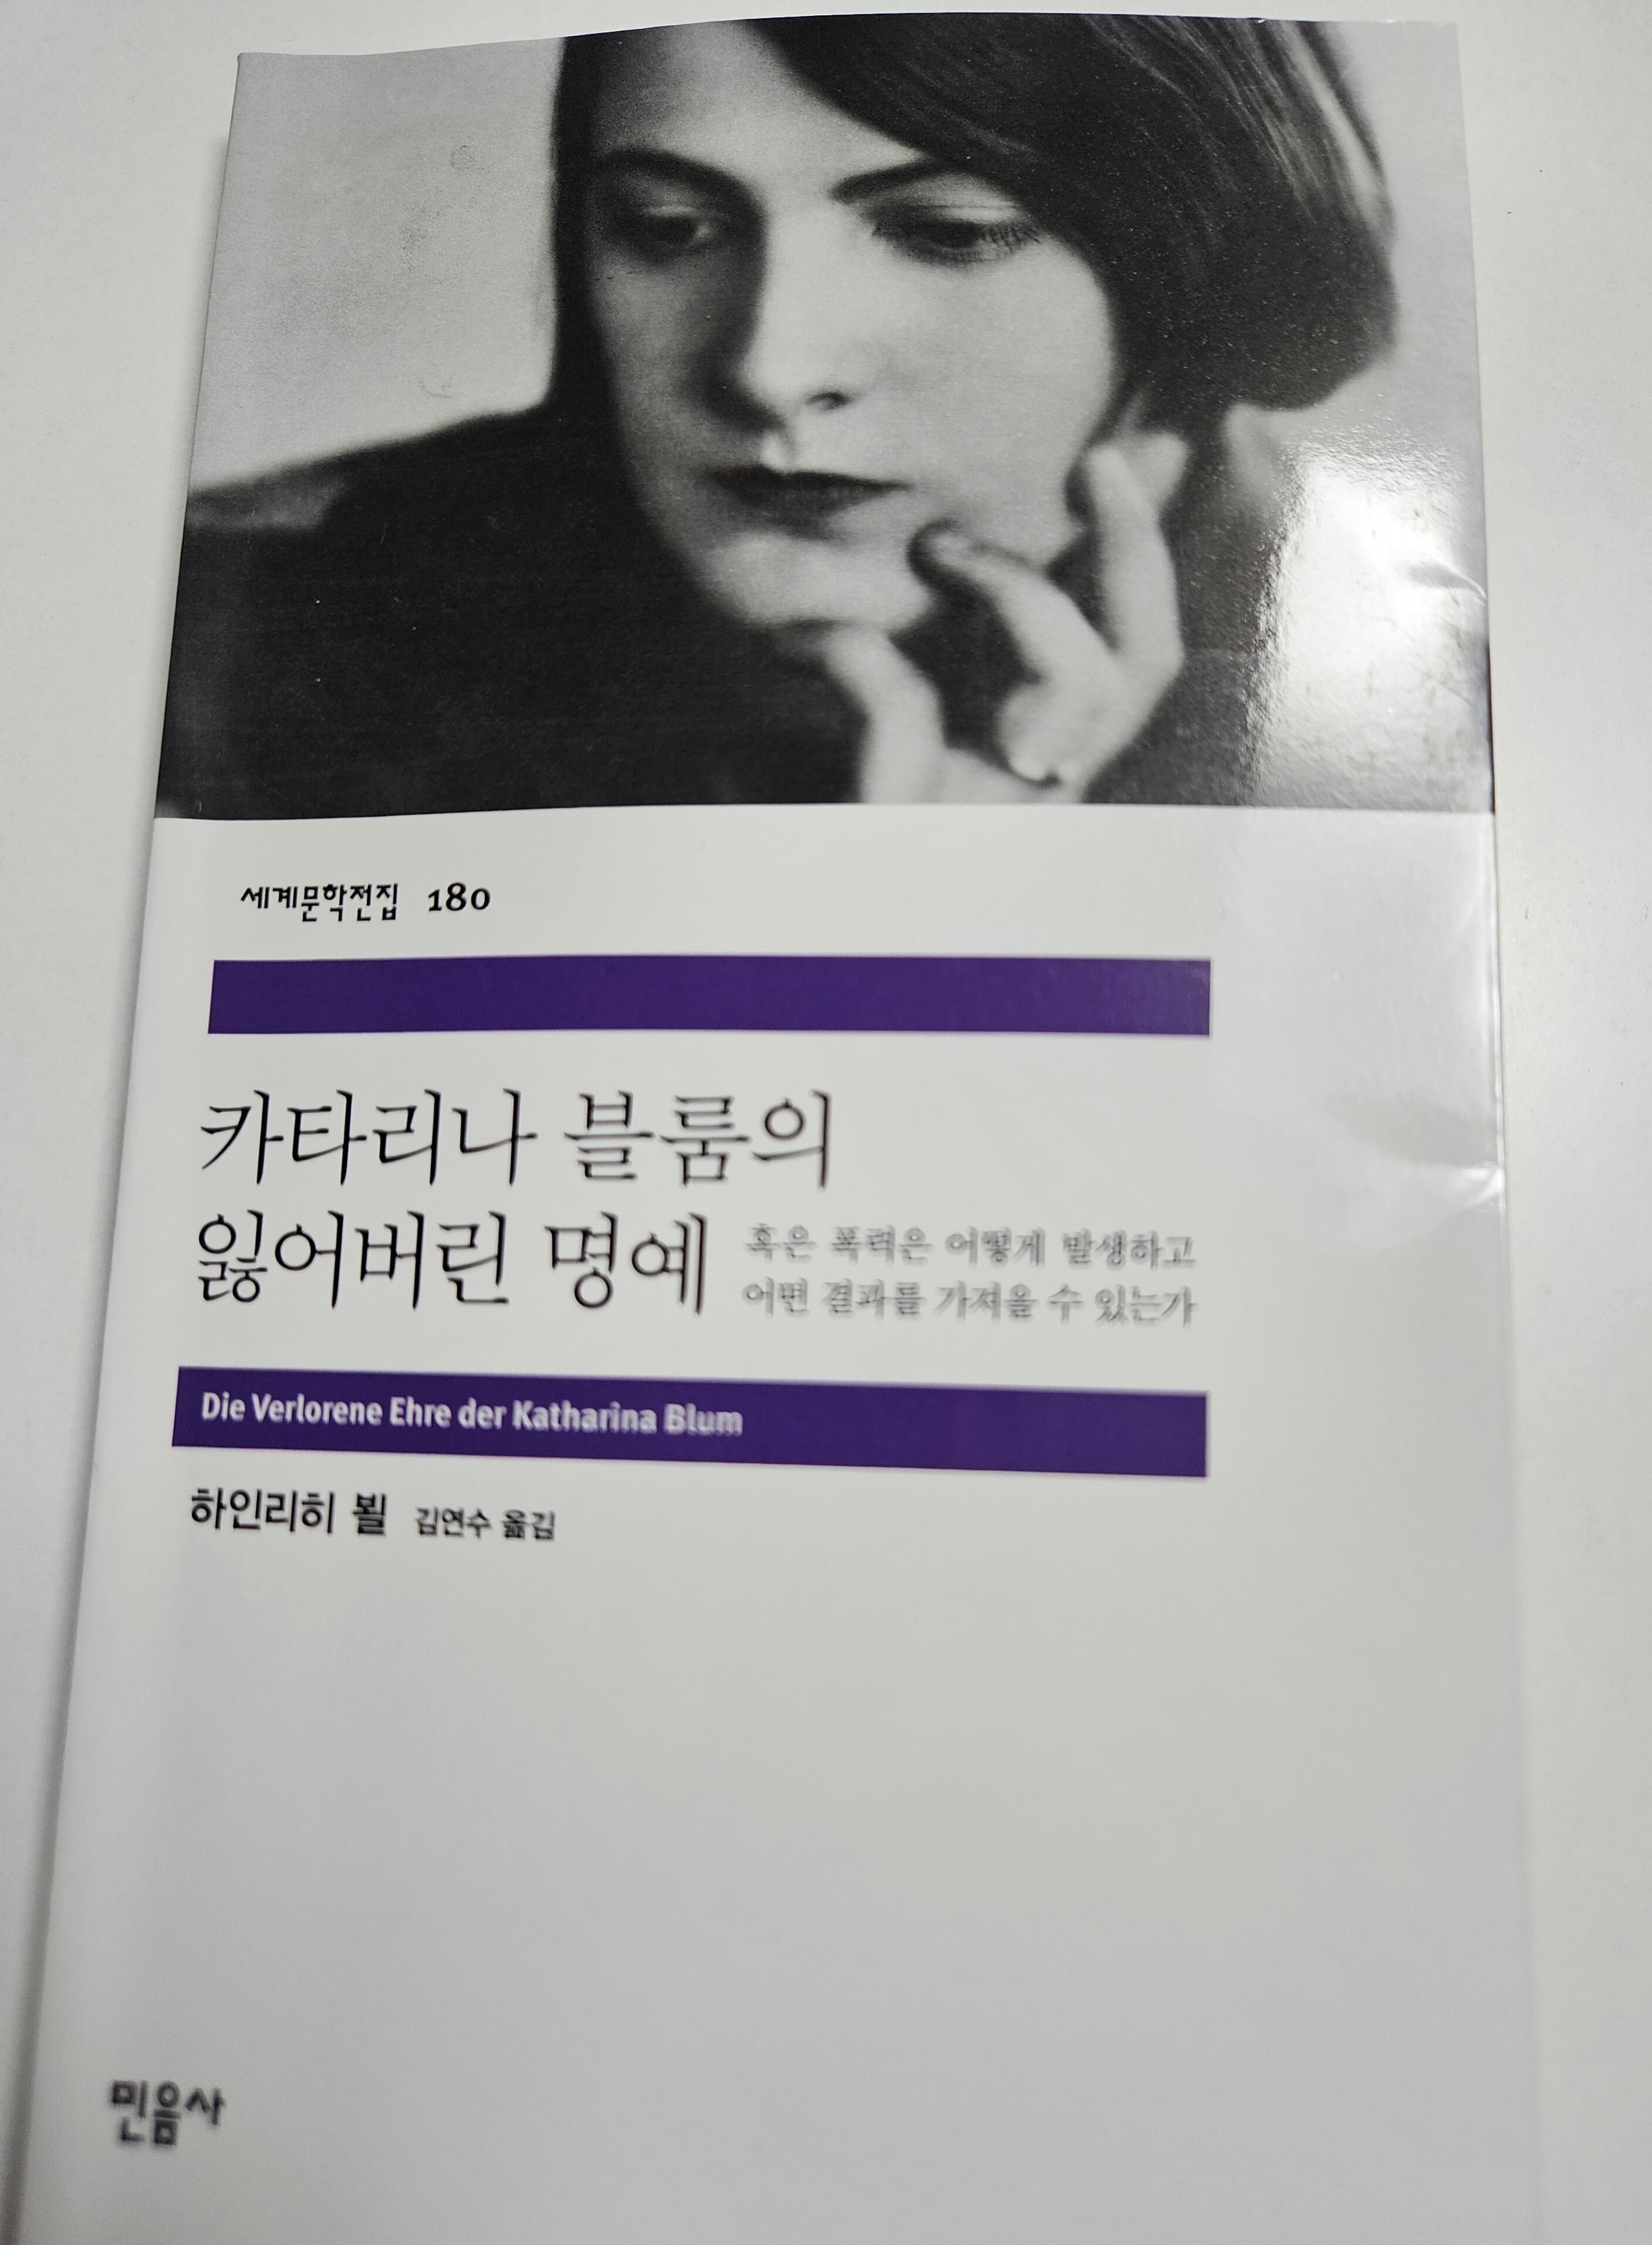 세계문학전집 180
카타리나 블룸의
잃어버린 명예
혹은 폭력은 어떻게 발생하고
어떤 결과를 가져올 수 있는가
Die Verlorene Ehre der Katharina Blum
하인리히 뵐 김연수 옮김
민음사